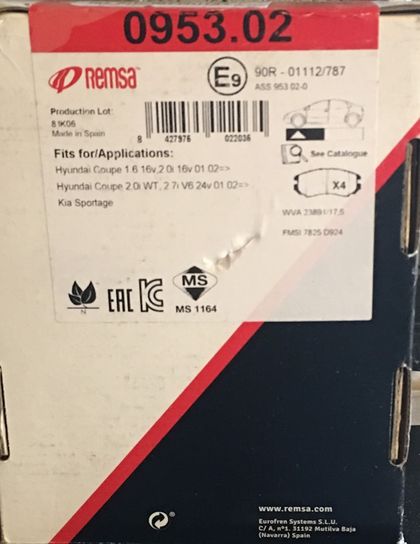 0953.02
REMSA
E9
90R - 01112/787
ASS 953 02-0
Production Lot:
81K06
Made in Spain
8 427976 022036
See Catalogue
Fits for/Applications:
Hyundai Coupe 1.6 16v,2.0i 16v 01.02=>
Hyundai Coupe 2.0i WT, 2.7i V6 24v 01.02=>
Kia Sportage
X4
WVA 23891/17,5
FMSI 7825 D924
N
EAC
MS
MS 1164
www.remsa.com
Eurofren Systems S.L.U.
C/ A, nº1. 31192 Mutilva Baja
(Navarra) Spain